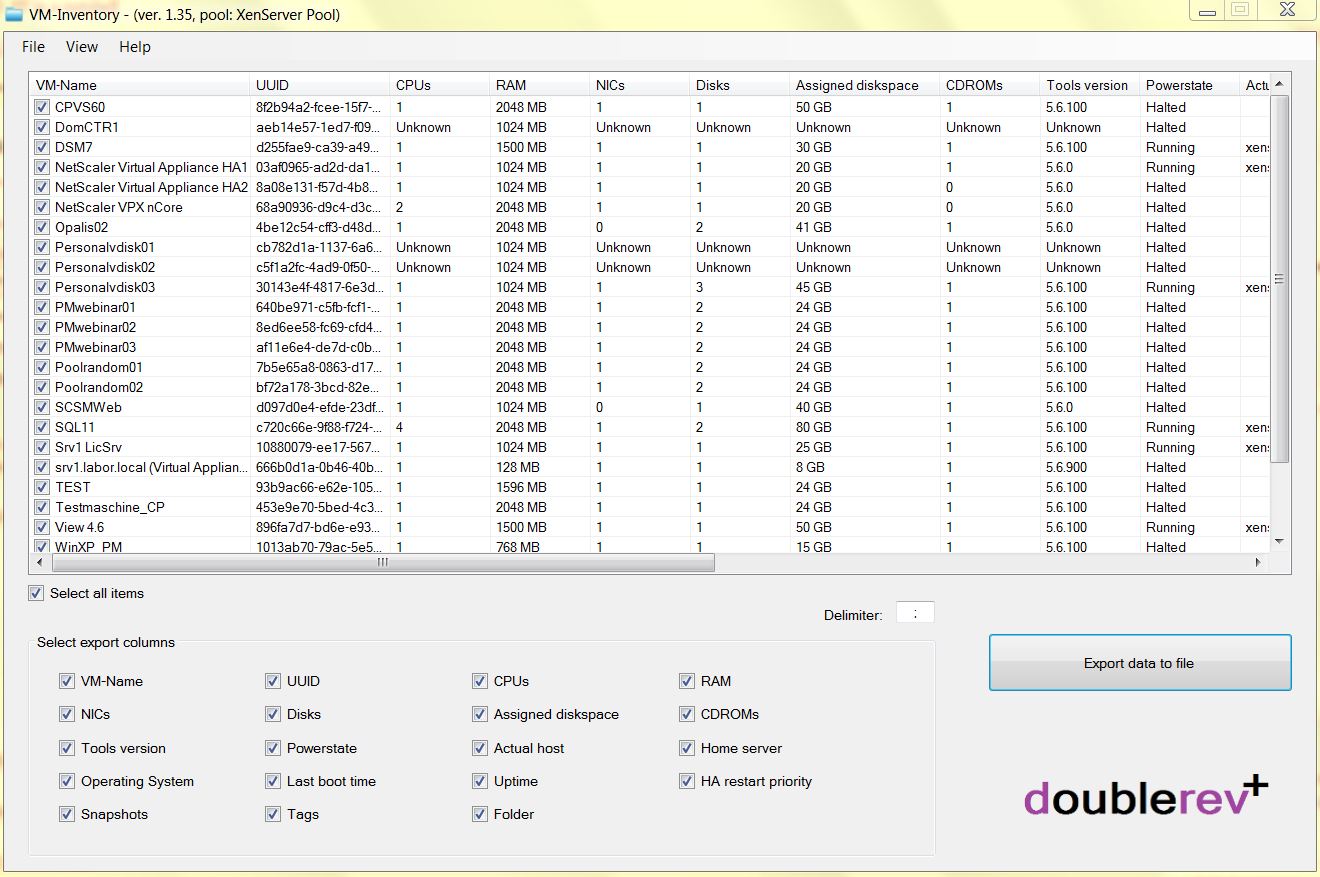 VM-Inventory - (ver. 1.35, pool: XenServer Pool)
File View Help
VM-Name UUID CPUs RAM NICs Disks Assigned diskspace CDROMs Tools version Powerstate Actu
CPVS60 8f2b94a2-fcee-15f7-... 1 2048 MB 1 1 50 GB 1 5.6.100 Halted
DomCTR1 aeb14e57-1ed7-f09... Unknown 1024 MB Unknown Unknown Unknown Unknown Unknown Halted
DSM7 d255fae9-ca39-a49... 1 1500 MB 1 1 30 GB 1 5.6.100 Running xens
NetScaler Virtual Appliance HA1 03af0965-ad2d-da1... 1 1024 MB 1 1 20 GB 1 5.6.0 Running xens
NetScaler Virtual Appliance HA2 8a08e131-f57d-4b8... 1 1024 MB 1 1 20 GB 0 5.6.0 Halted
NetScaler VPX nCore 68a90936-d9c4-d3c... 2 2048 MB 1 1 20 GB 0 5.6.0 Halted
Opalis02 4be12c54-cff3-d48d... 1 2048 MB 0 2 41 GB 1 5.6.0 Halted
Personalvdisk01 cb782d1a-1137-6a6... Unknown 1024 MB Unknown Unknown Unknown Unknown Unknown Halted
Personalvdisk02 c5f1a2fc-4ad9-0f50-... Unknown 1024 MB Unknown Unknown Unknown Unknown Unknown Halted
Personalvdisk03 30143e4f-4817-6e3d... 1 1024 MB 1 3 45 GB 1 5.6.100 Running xens
PMwebinar01 640be971-c5fb-fcf1-... 1 2048 MB 1 2 24 GB 1 5.6.100 Halted
PMwebinar02 8ed6ee58-fc69-cfd4... 1 2048 MB 1 2 24 GB 1 5.6.100 Halted
PMwebinar03 af11e6e4-de7d-c0b... 1 2048 MB 1 2 24 GB 1 5.6.100 Halted
Poolrandom01 7b5e65a8-0863-d17... 1 2048 MB 1 2 24 GB 1 5.6.100 Halted
Poolrandom02 bf72a178-3bcd-82e... 1 2048 MB 1 2 24 GB 1 5.6.100 Halted
SCSMWeb d097d0e4-efde-23df... 1 1024 MB 0 1 40 GB 1 5.6.0 Halted
SQL11 c720c66e-9f88-f724-... 4 2048 MB 1 2 80 GB 1 5.6.100 Running xens
Srv1 LicSrv 10880079-ee17-567... 1 1024 MB 1 1 25 GB 1 5.6.100 Running xens
srv1.labor.local (Virtual Applian... 666b0d1a-0b46-40b... 1 128 MB 1 1 8 GB 1 5.6.900 Halted
TEST 93b9ac66-e62e-105... 1 1596 MB 1 1 24 GB 1 5.6.100 Halted
Testmaschine_CP 453e9e70-5bed-4c3... 1 2048 MB 1 1 24 GB 1 5.6.100 Halted
View 4.6 896fa7d7-bd6e-e93... 1 1500 MB 1 1 50 GB 1 5.6.100 Running xens
WinXP_PM 1013ab70-79ac-5e5... 1 768 MB 1 1 15 GB 1 5.6.100 Halted
Select all items
Delimiter: ;
Select export columns
Export data to file
VM-Name UUID CPUs RAM
NICs Disks Assigned diskspace CDROMs
Tools version Powerstate Actual host Home server
Operating System Last boot time Uptime HA restart priority
Snapshots Tags Folder
doublerev+